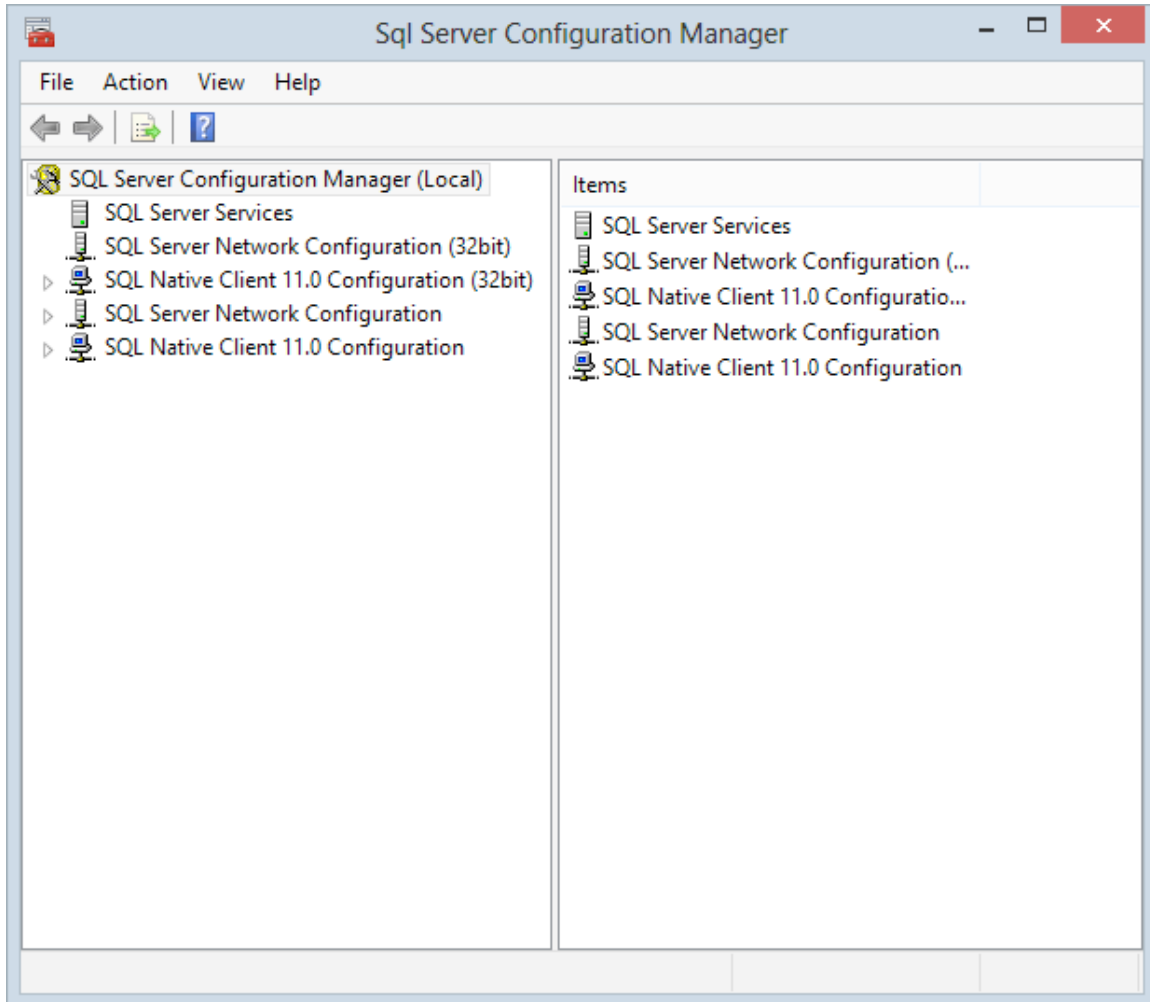 Sql Server Configuration Manager
File Action View Help
SQL Server Configuration Manager (Local)
SQL Server Services
SQL Server Network Configuration (32bit)
SQL Native Client 11.0 Configuration (32bit)
SQL Server Network Configuration
SQL Native Client 11.0 Configuration
Items
SQL Server Services
SQL Server Network Configuration (...
SQL Native Client 11.0 Configuratio...
SQL Server Network Configuration
SQL Native Client 11.0 Configuration